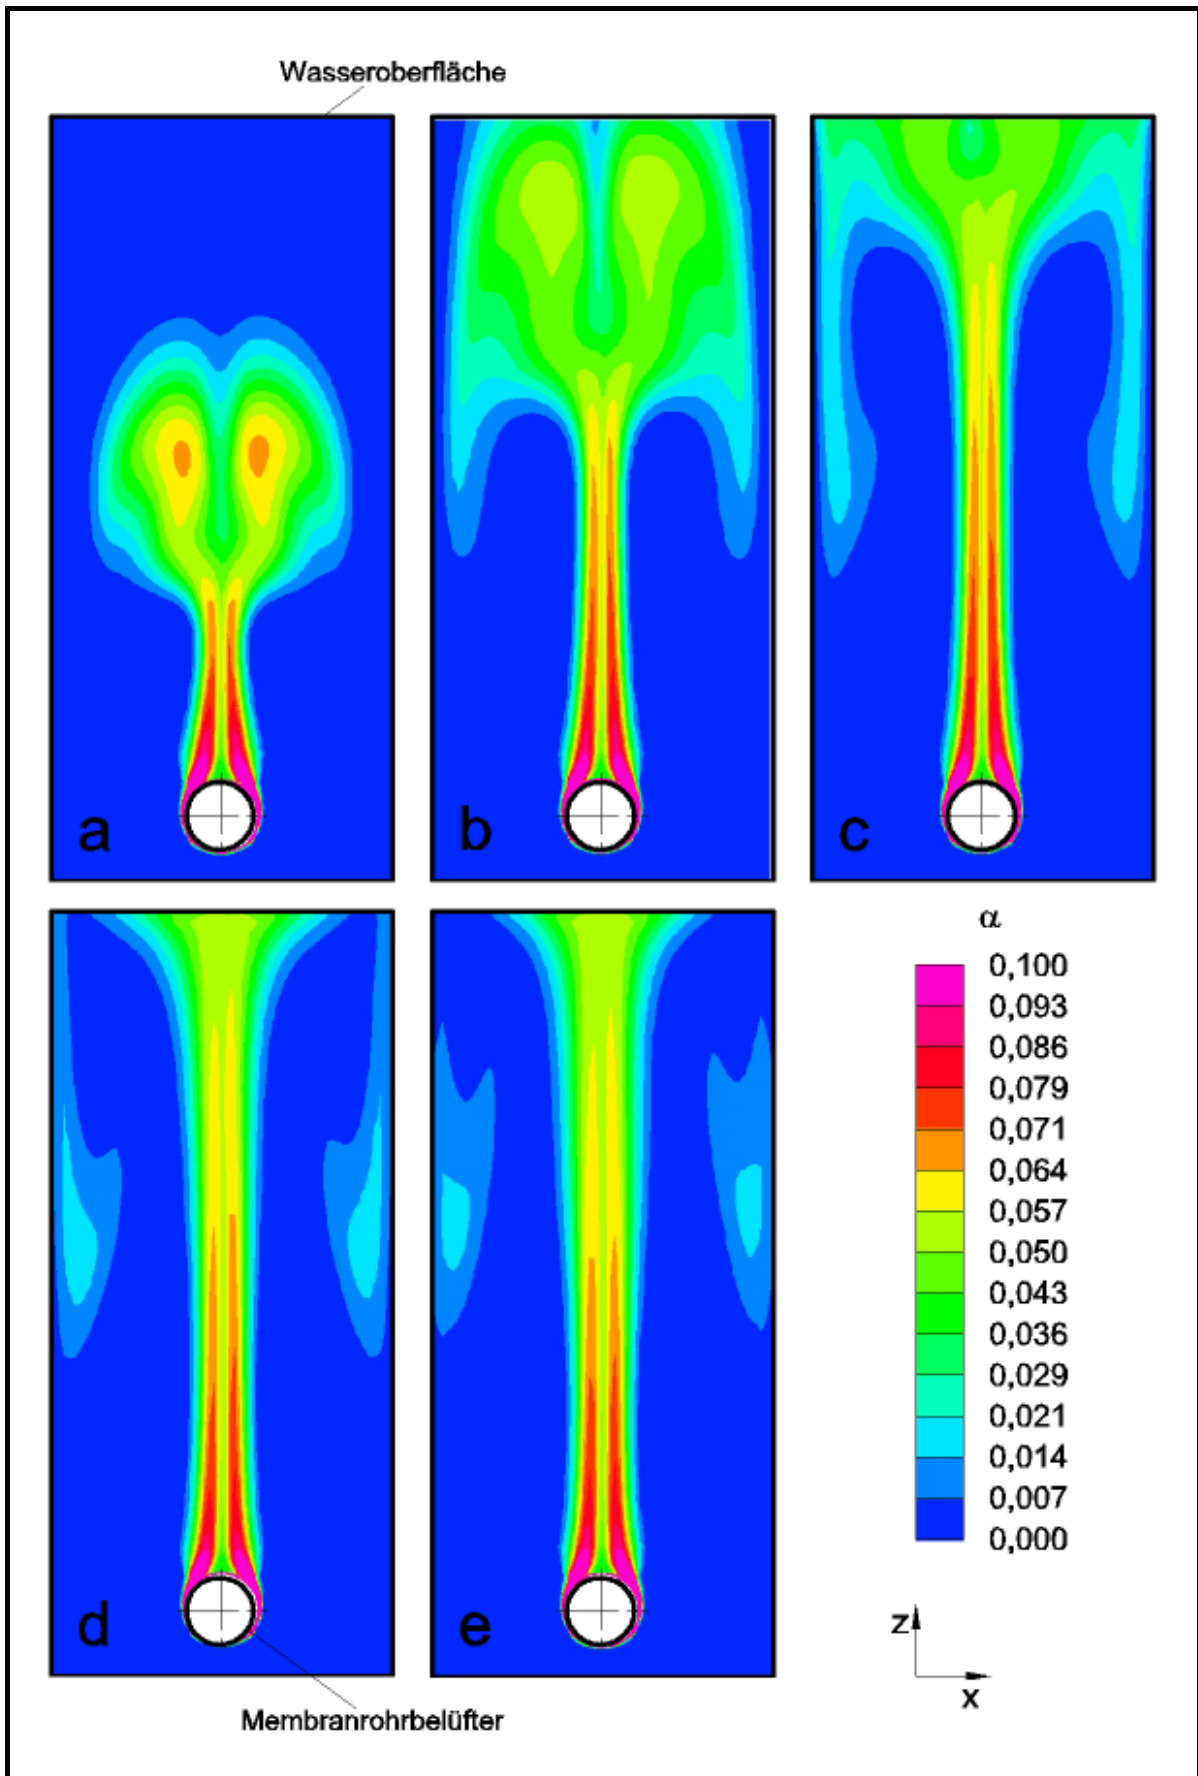 Wasseroberfläche
a
b
c
d
e
α
0,100
0,093
0,086
0,079
0,071
0,064
0,057
0,050
0,043
0,036
0,029
0,021
0,014
0,007
0,000
z
x
Membranrohrbelüfter